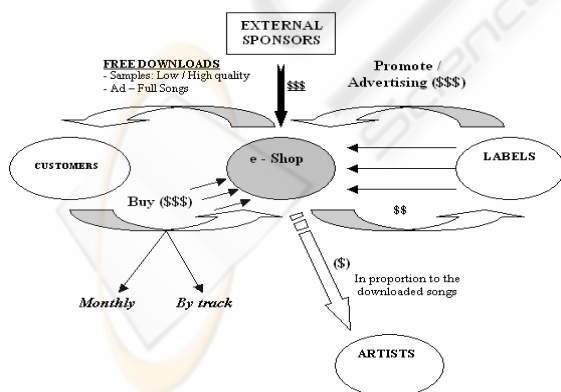 EXTERNAL
SPONSORS
FREE DOWNLOADS
- Samples: Low / High quality
- Ad – Full Songs
$$$
Promote /
Advertising ($$$)
CUSTOMERS
e - Shop
LABELS
Buy ($$$)
$$
($)
In proportion to the
downloaded songs
Monthly
By track
ARTISTS
Science